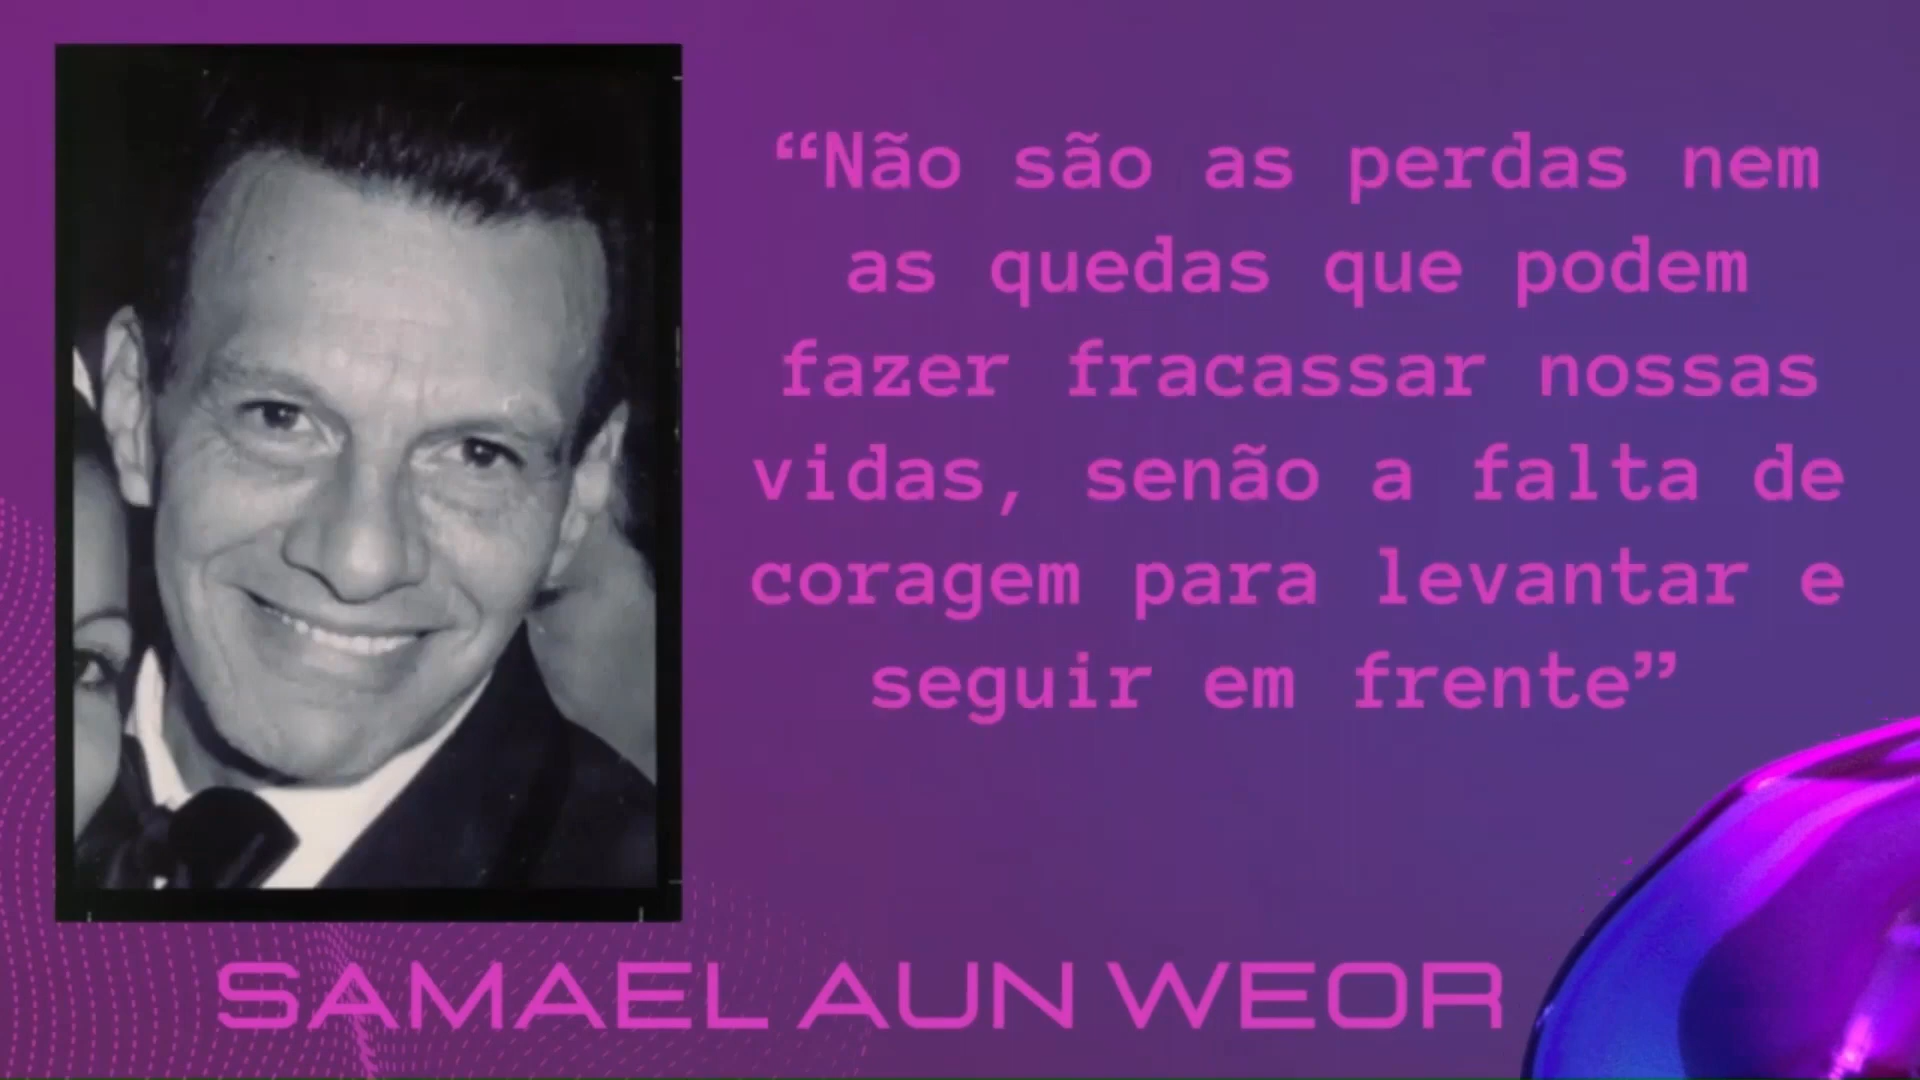 “Não são as perdas nem
as quedas que podem
fazer fracassar nossas
vidas, senão a falta de
coragem para levantar e
seguir em frente”
SAMAEL AUN WEOR